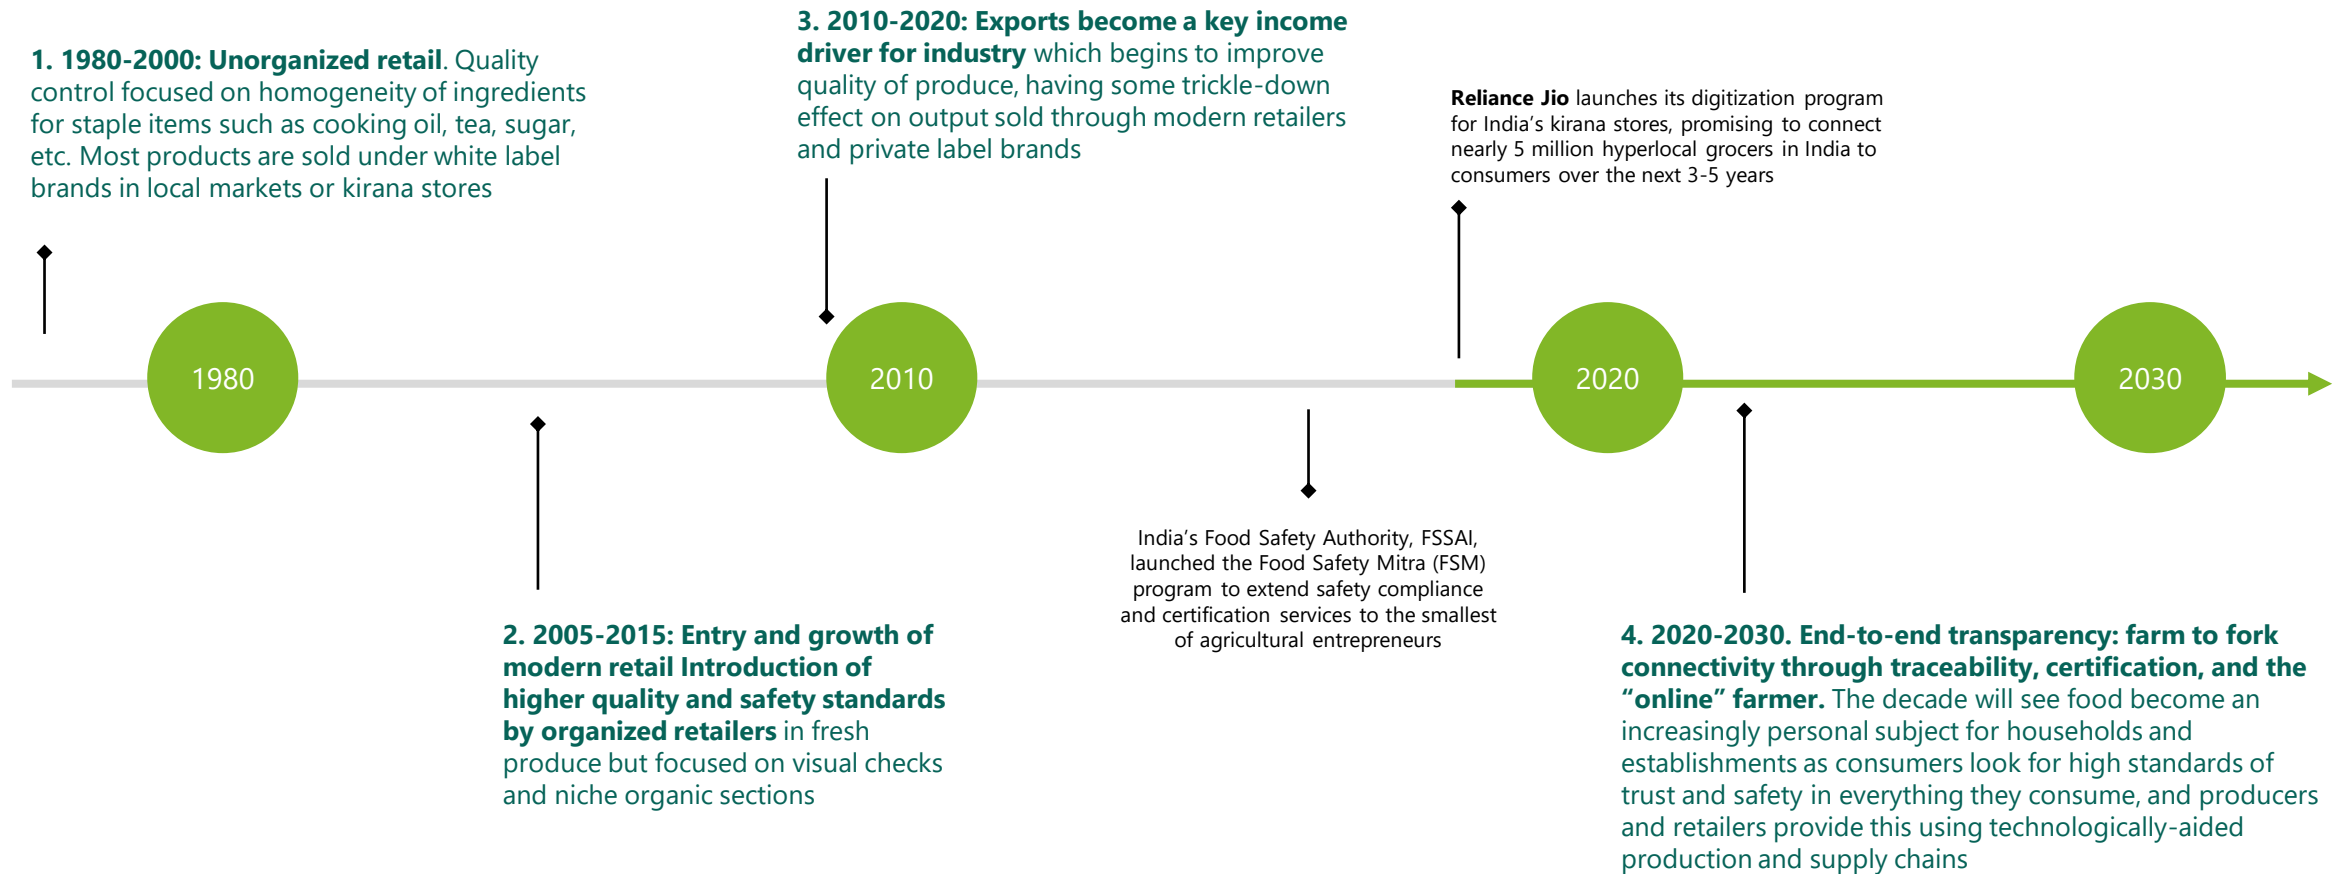 1. 1980-2000: Unorganized retail. Quality
control focused on homogeneity of ingredients
for staple items such as cooking oil, tea, sugar,
etc. Most products are sold under white label
brands in local markets or kirana stores
3. 2010-2020: Exports become a key income
driver for industry which begins to improve
quality of produce, having some trickle-down
effect on output sold through modern retailers
and private label brands
Reliance Jio launches its digitization program
for India’s kirana stores, promising to connect
nearly 5 million hyperlocal grocers in India to
consumers over the next 3-5 years
1980
2010
2020
2030
2. 2005-2015: Entry and growth of
modern retail Introduction of
higher quality and safety standards
by organized retailers in fresh
produce but focused on visual checks
and niche organic sections
India’s Food Safety Authority, FSSAI,
launched the Food Safety Mitra (FSM)
program to extend safety compliance
and certification services to the smallest
of agricultural entrepreneurs
4. 2020-2030. End-to-end transparency: farm to fork
connectivity through traceability, certification, and the
“online” farmer. The decade will see food become an
increasingly personal subject for households and
establishments as consumers look for high standards of
trust and safety in everything they consume, and producers
and retailers provide this using technologically-aided
production and supply chains